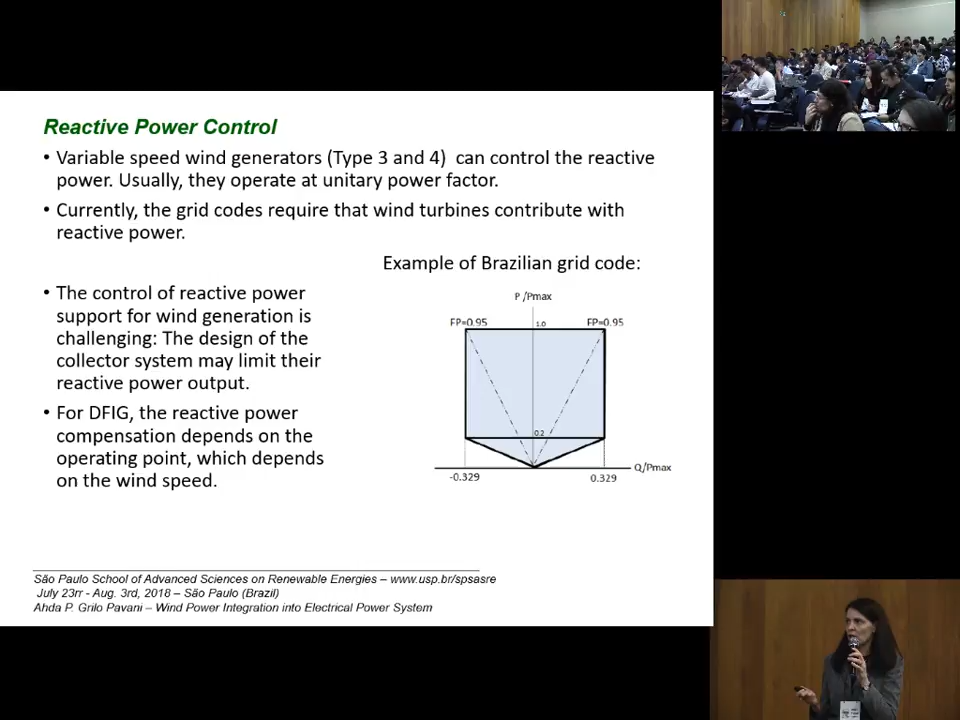 Reactive Power Control
• Variable speed wind generators (Type 3 and 4)  can control the reactive
power. Usually, they operate at unitary power factor.
• Currently, the grid codes require that wind turbines contribute with
reactive power.
Example of Brazilian grid code:
• The control of reactive power
support for wind generation is
challenging: The design of the
collector system may limit their
reactive power output.
• For DFIG, the reactive power
compensation depends on the
operating point, which depends
on the wind speed.
P /Pmax
FP=0.95
1.0
FP=0.95
0.2
Q/Pmax
-0.329
0.329
São Paulo School of Advanced Sciences on Renewable Energies – www.usp.br/spsasre
July 23rr - Aug. 3rd, 2018 – São Paulo (Brazil)
Ahda P. Grilo Pavani – Wind Power Integration into Electrical Power System